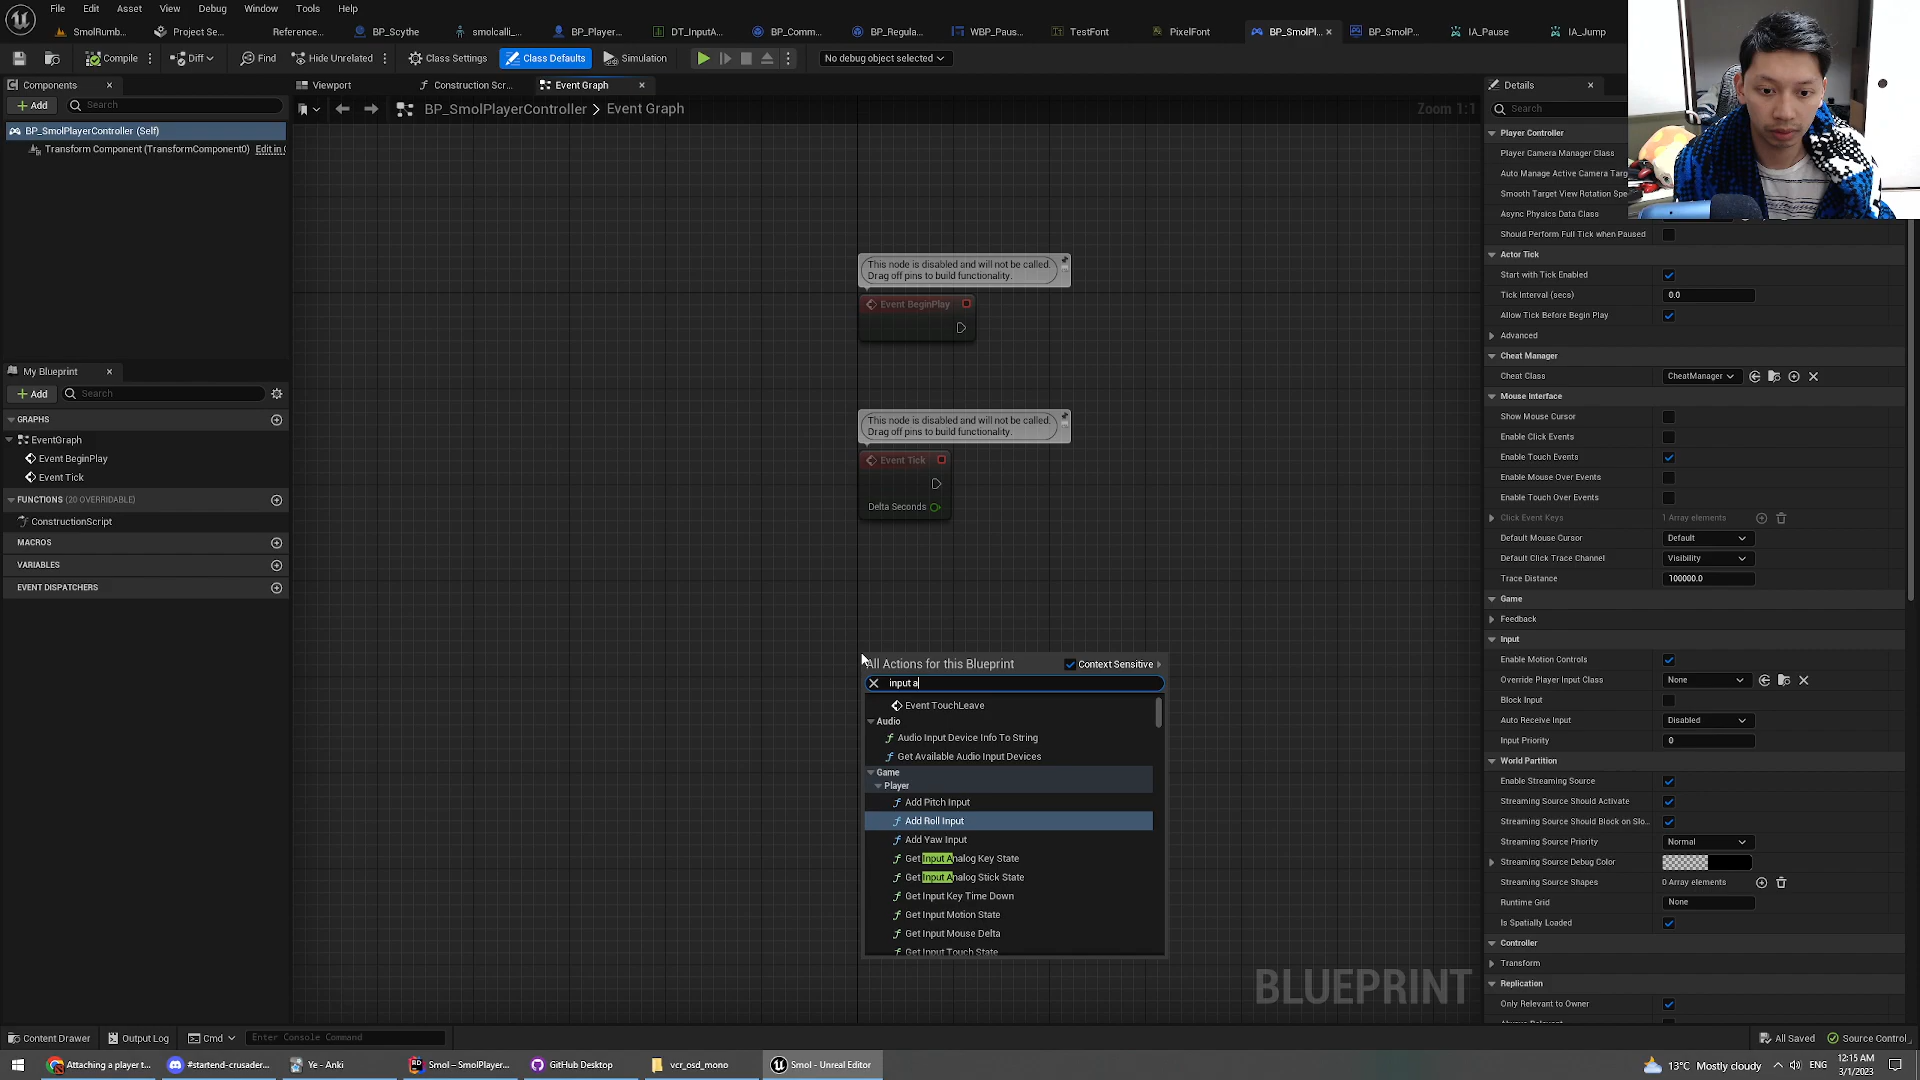 File Edit Asset View Debug Window Tools Help
SmolRumb... Project Se... Reference... BP_Scythe smolcalli_... BP_Player... DT_InputA... BP_Comm... BP_Regula... WBP_Paus... TestFont PixelFont BP_SmolPl... BP_SmolP... IA_Pause IA_Jump
Compile Diff Find Hide Unrelated Class Settings Class Defaults Simulation No debug object selected
Components
Add Search
BP_SmolPlayerController (Self)
Transform Component (TransformComponent0) Edit in
My Blueprint
Add Search
GRAPHS
EventGraph
Event BeginPlay
Event Tick
FUNCTIONS (20 OVERRIDABLE)
ConstructionScript
MACROS
VARIABLES
EVENT DISPATCHERS
Viewport Construction Scr... Event Graph
BP_SmolPlayerController > Event Graph Zoom 1:1
This node is disabled and will not be called.
Drag off pins to build functionality.
Event BeginPlay
This node is disabled and will not be called.
Drag off pins to build functionality.
Event Tick
Delta Seconds
All Actions for this Blueprint Context Sensitive
input a
Event TouchLeave
Audio
Audio Input Device Info To String
Get Available Audio Input Devices
Game
Player
Add Pitch Input
Add Roll Input
Add Yaw Input
Get Input Analog Key State
Get Input Analog Stick State
Get Input Key Time Down
Get Input Motion State
Get Input Mouse Delta
Get Input Touch State
BLUEPRINT
Details
Search
Player Controller
Player Camera Manager Class
Auto Manage Active Camera Targ
Smooth Target View Rotation Spe
Async Physics Data Class
Should Perform Full Tick when Paused
Actor Tick
Start with Tick Enabled
Tick Interval (secs) 0.0
Allow Tick Before Begin Play
Advanced
Cheat Manager
Cheat Class CheatManager
Mouse Interface
Show Mouse Cursor
Enable Click Events
Enable Touch Events
Enable Mouse Over Events
Enable Touch Over Events
Click Event Keys 1 Array elements
Default Mouse Cursor Default
Default Click Trace Channel Visibility
Trace Distance 100000.0
Game
Feedback
Input
Enable Motion Controls
Override Player Input Class None
Block Input
Auto Receive Input Disabled
Input Priority 0
World Partition
Enable Streaming Source
Streaming Source Should Activate
Streaming Source Should Block on Slo...
Streaming Source Priority Normal
Streaming Source Debug Color
Streaming Source Shapes 0 Array elements
Runtime Grid None
Is Spatially Loaded
Controller
Transform
Replication
Only Relevant to Owner
Content Drawer Output Log Cmd Enter Console Command All Saved Source Control
Attaching a player t... #startend-crusader... Ye - Anki Smol – SmolPlayer... GitHub Desktop vcr_osd_mono Smol - Unreal Editor 13°C Mostly cloudy ENG 12:15 AM
3/1/2023